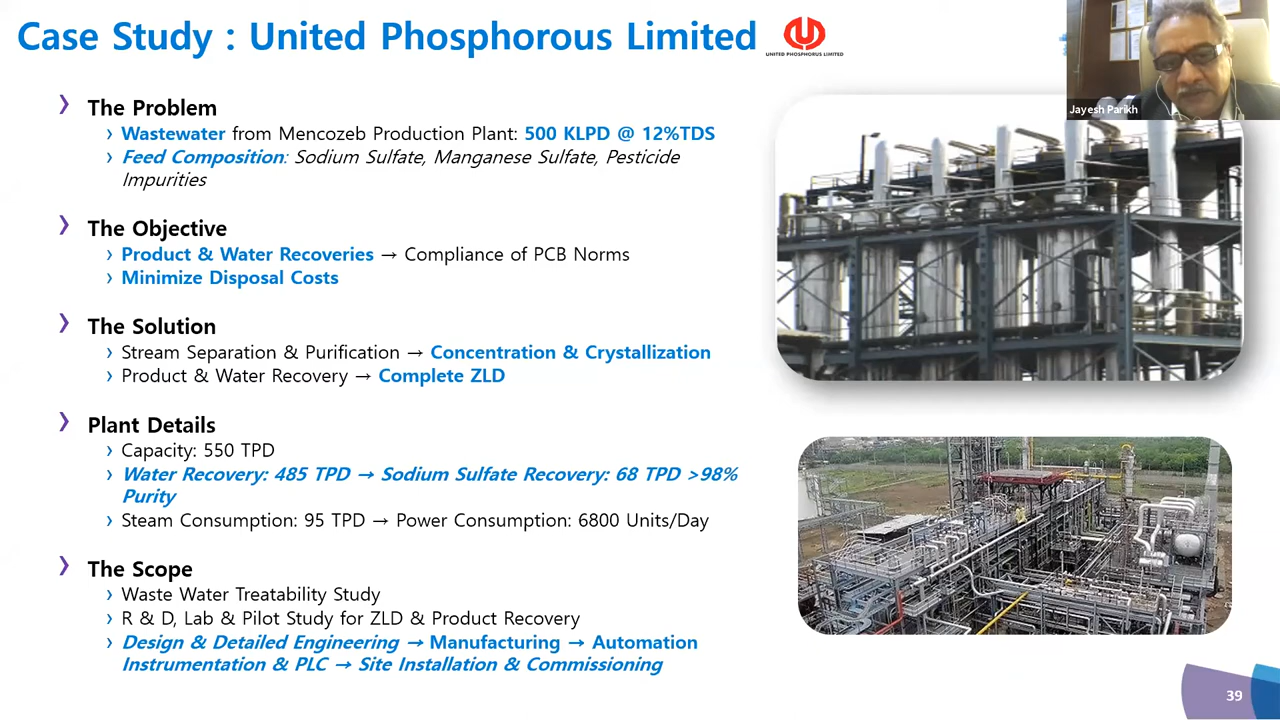 Case Study : United Phosphorous Limited
UNITED PHOSPHORUS LIMITED
Jayesh Parikh
› The Problem
› Wastewater from Mencozeb Production Plant: 500 KLPD @ 12%TDS
› Feed Composition: Sodium Sulfate, Manganese Sulfate, Pesticide
Impurities
› The Objective
› Product & Water Recoveries → Compliance of PCB Norms
› Minimize Disposal Costs
› The Solution
› Stream Separation & Purification → Concentration & Crystallization
› Product & Water Recovery → Complete ZLD
› Plant Details
› Capacity: 550 TPD
› Water Recovery: 485 TPD → Sodium Sulfate Recovery: 68 TPD >98%
Purity
› Steam Consumption: 95 TPD → Power Consumption: 6800 Units/Day
› The Scope
› Waste Water Treatability Study
› R & D, Lab & Pilot Study for ZLD & Product Recovery
› Design & Detailed Engineering → Manufacturing → Automation
Instrumentation & PLC → Site Installation & Commissioning
39